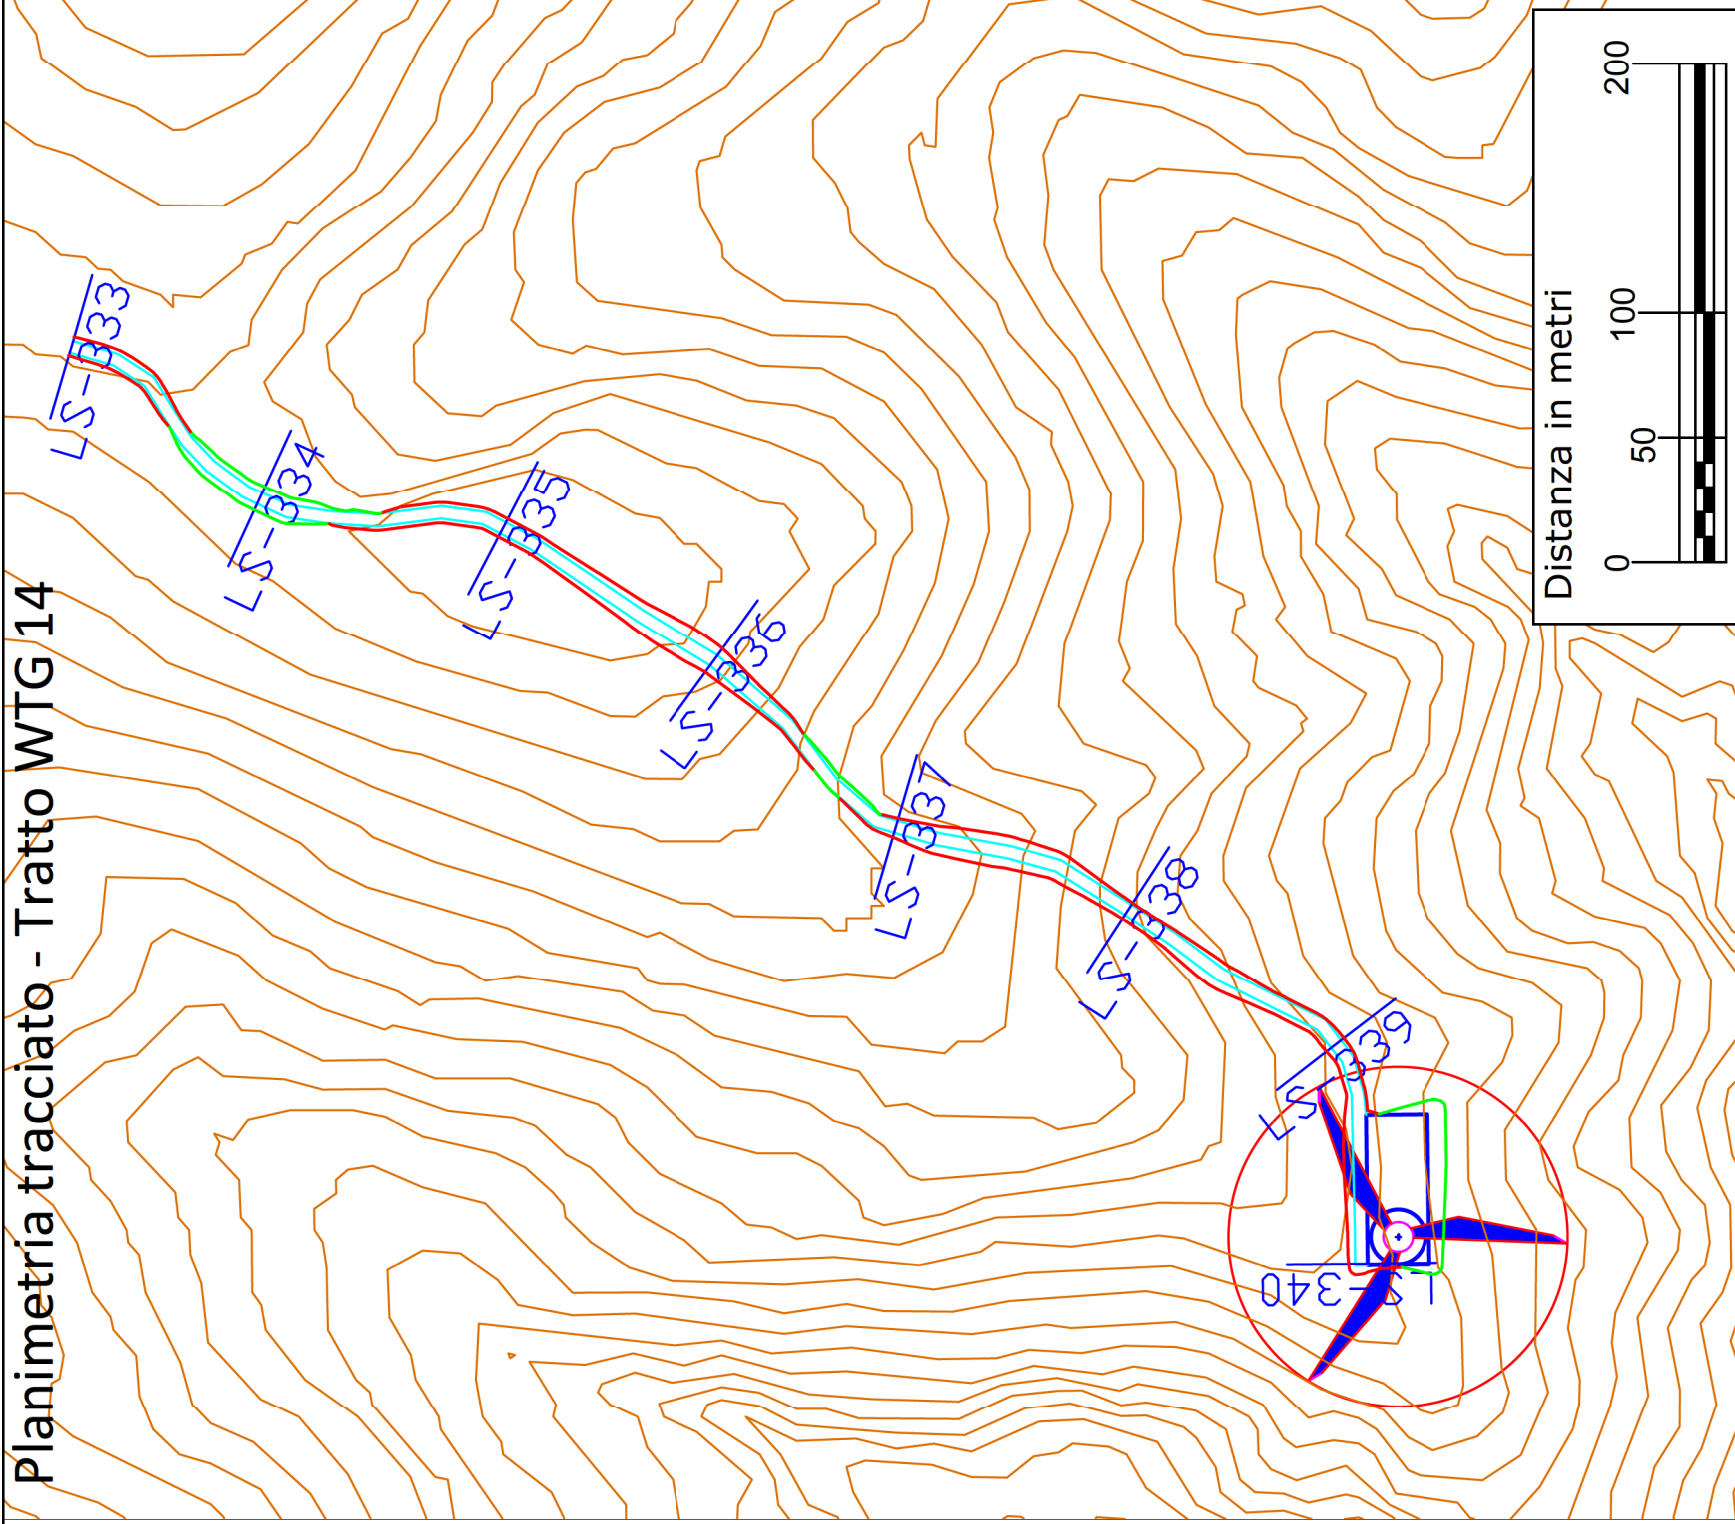 Planimetria tracciato - Tratto WTG 14
LS-333
LS-334
LS-335
LS-336
LS-337
LS-338
LS-339
LS-340
Distanza in metri
0 50 100 200